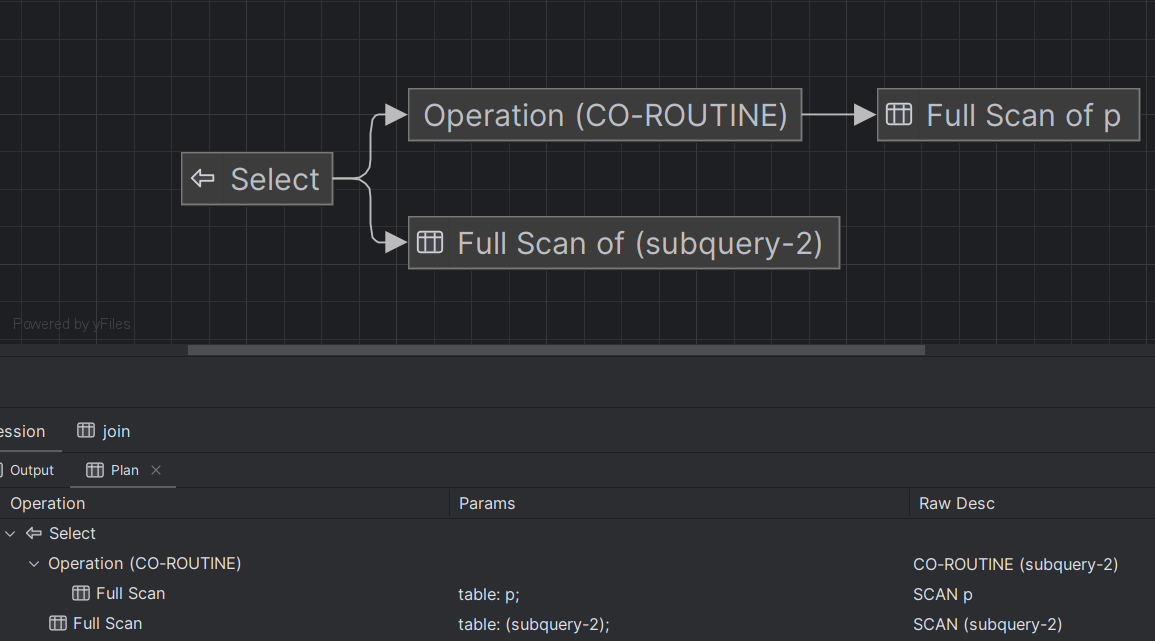 Operation (CO-ROUTINE)
Full Scan of p
Select
Full Scan of (subquery-2)
Powered by yFiles
ession
join
Output
Plan
Operation
Params
Raw Desc
Select
Operation (CO-ROUTINE)
CO-ROUTINE (subquery-2)
Full Scan
table: p;
SCAN p
Full Scan
table: (subquery-2);
SCAN (subquery-2)